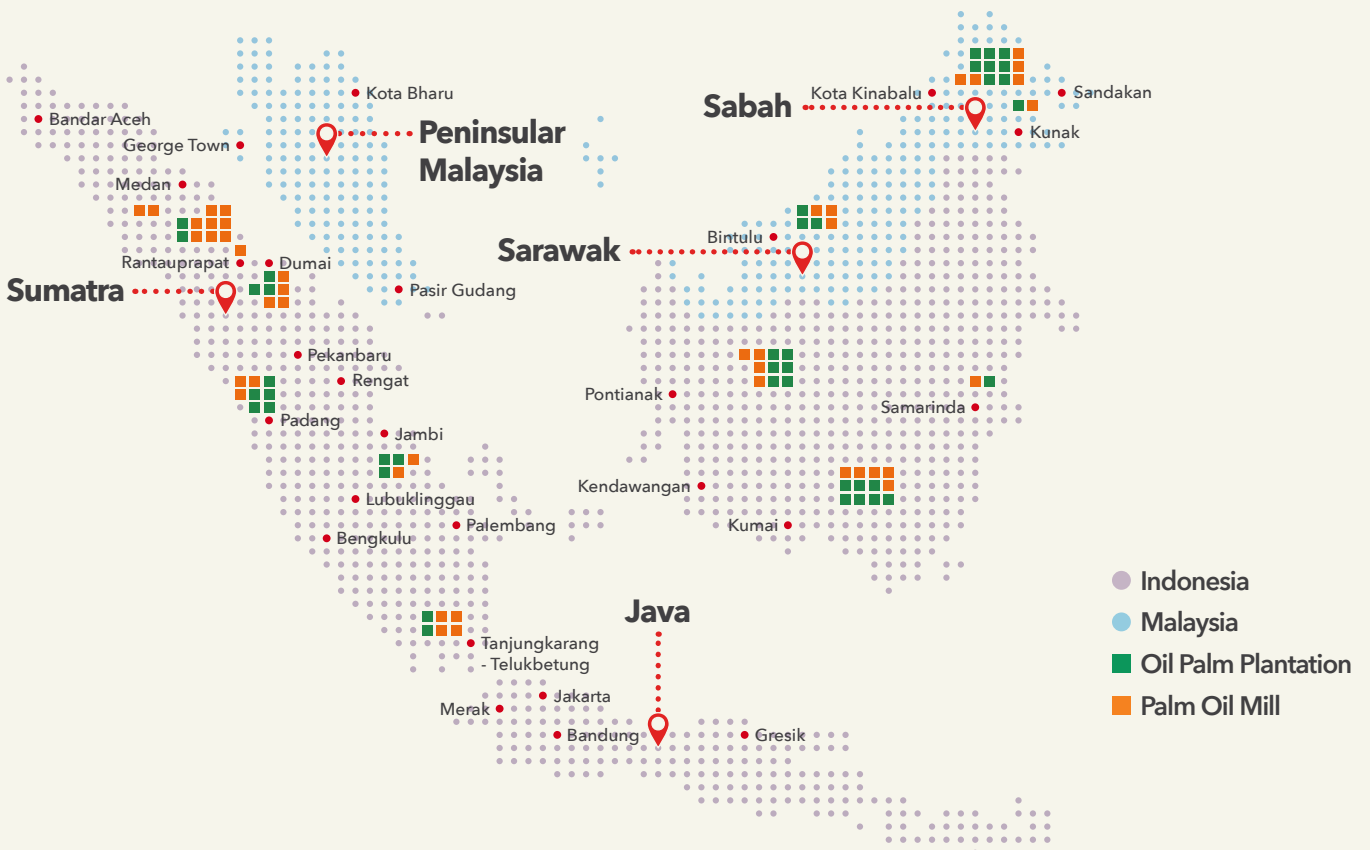 Kota Bharu
Kota Kinabalu
Sandakan
Sabah
Bandar Aceh
Peninsular
Malaysia
Kunak
George Town
Medan
Bintulu
Sarawak
Rantauprapat
Dumai
Sumatra
Pasir Gudang
Pekanbaru
Rengat
Pontianak
Samarinda
Padang
Jambi
Kendawangan
Lubuklinggau
Palembang
Kumai
Bengkulu
Java
Tanjungkarang
- Telukbetung
Jakarta
Merak
Bandung
Gresik
Indonesia
Malaysia
Oil Palm Plantation
Palm Oil Mill